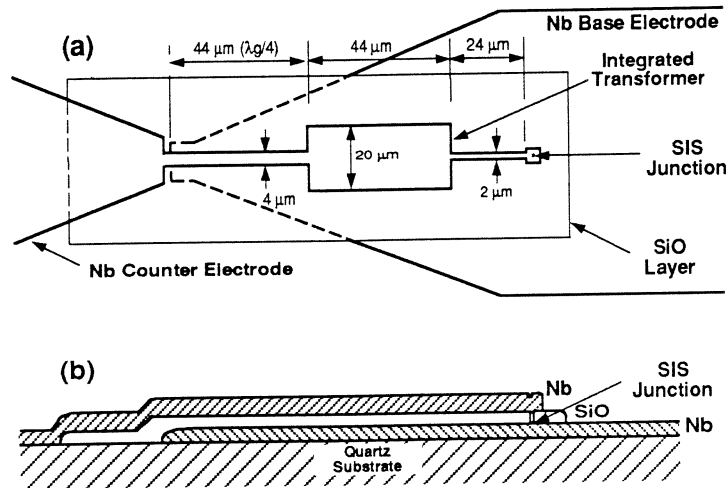 (a)
Nb Base Electrode
44 µm (λg/4)
44 µm
24 µm
Integrated
Transformer
20 µm
4 µm
2 µm
SIS
Junction
SiO
Layer
Nb Counter Electrode
(b)
SIS
Junction
Nb
SiO
Nb
Quartz
Substrate